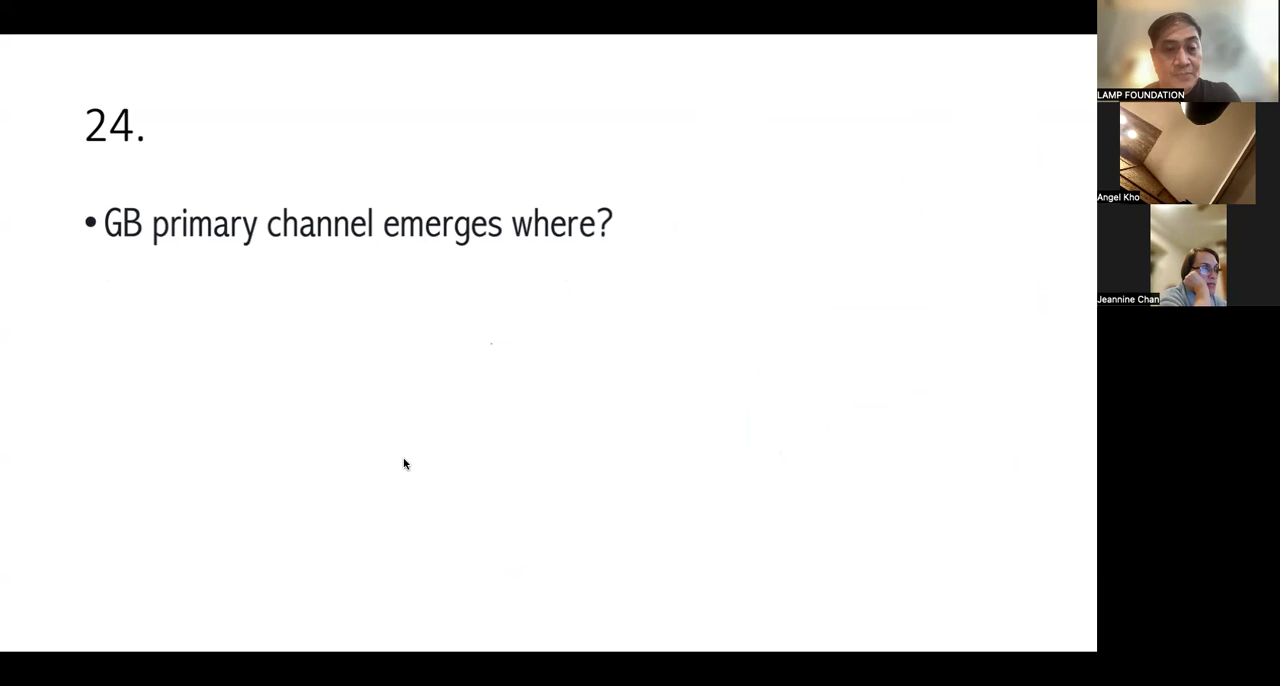 24.
• GB primary channel emerges where?
LAMP FOUNDATION
Angel Kho
Jeannine Chan